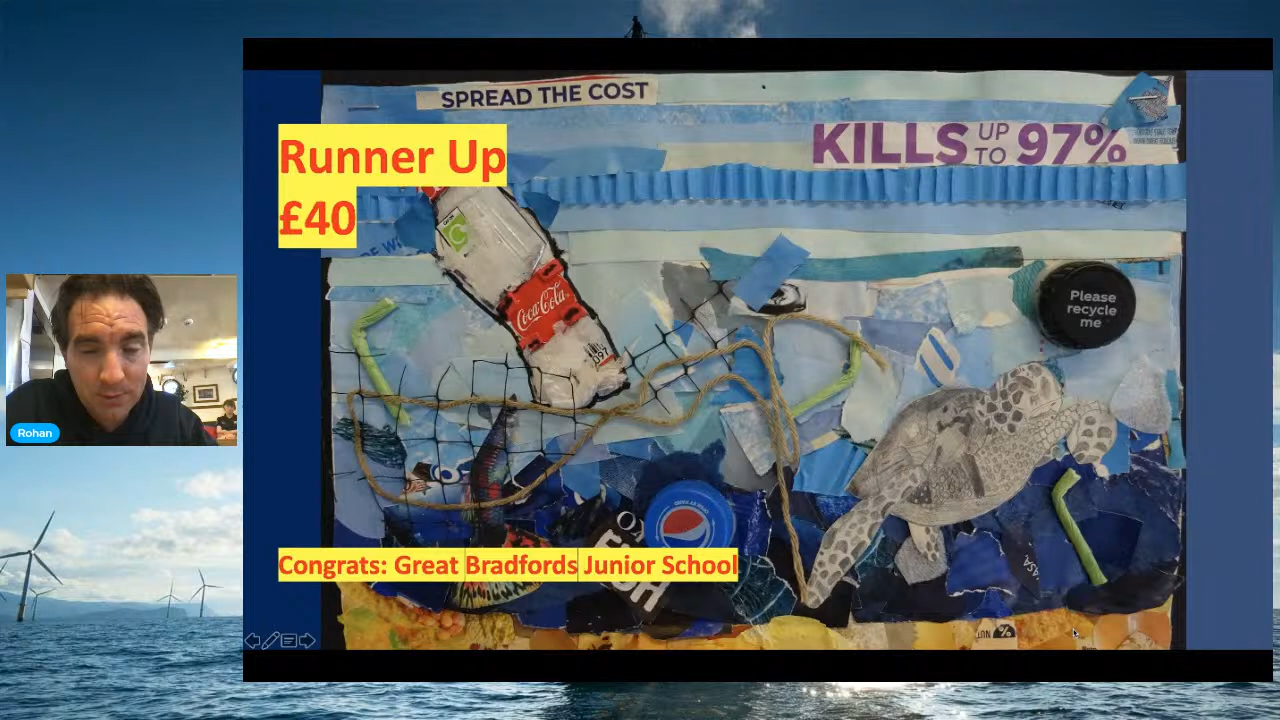 SPREAD THE COST
KILLS UP TO 97%
Runner Up
£40
Coca-Cola
Please
recycle
me
Rohan
Congrats: Great Bradfords Junior School